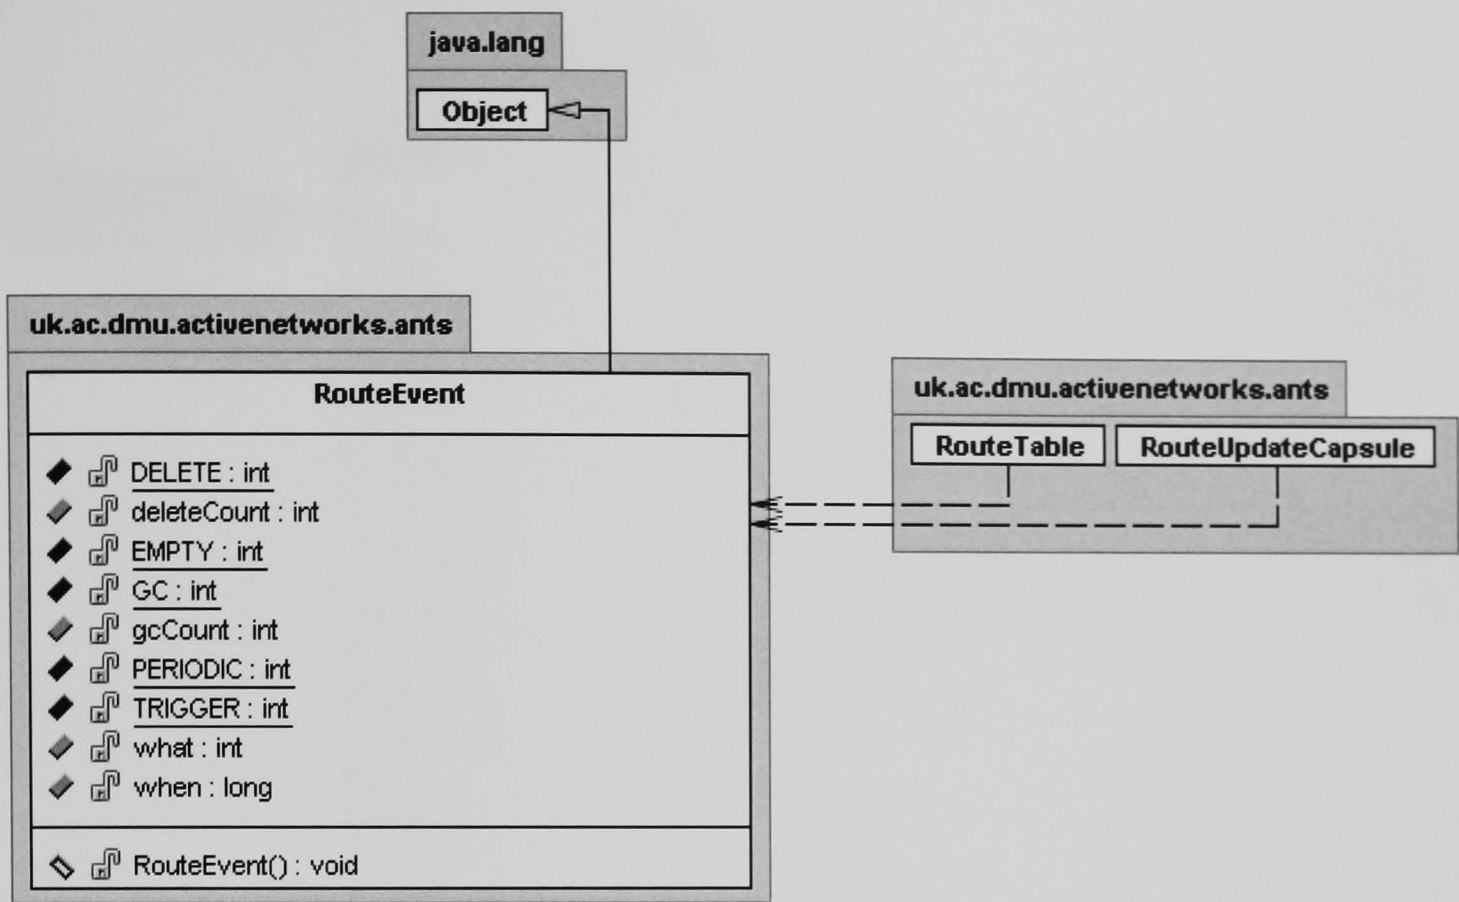 java.lang
Object
uk.ac.dmu.activenetworks.ants
RouteEvent
DELETE : int
deleteCount : int
EMPTY : int
GC : int
gcCount : int
PERIODIC : int
TRIGGER : int
what : int
when : long
RouteEvent() : void
uk.ac.dmu.activenetworks.ants
RouteTable
RouteUpdateCapsule